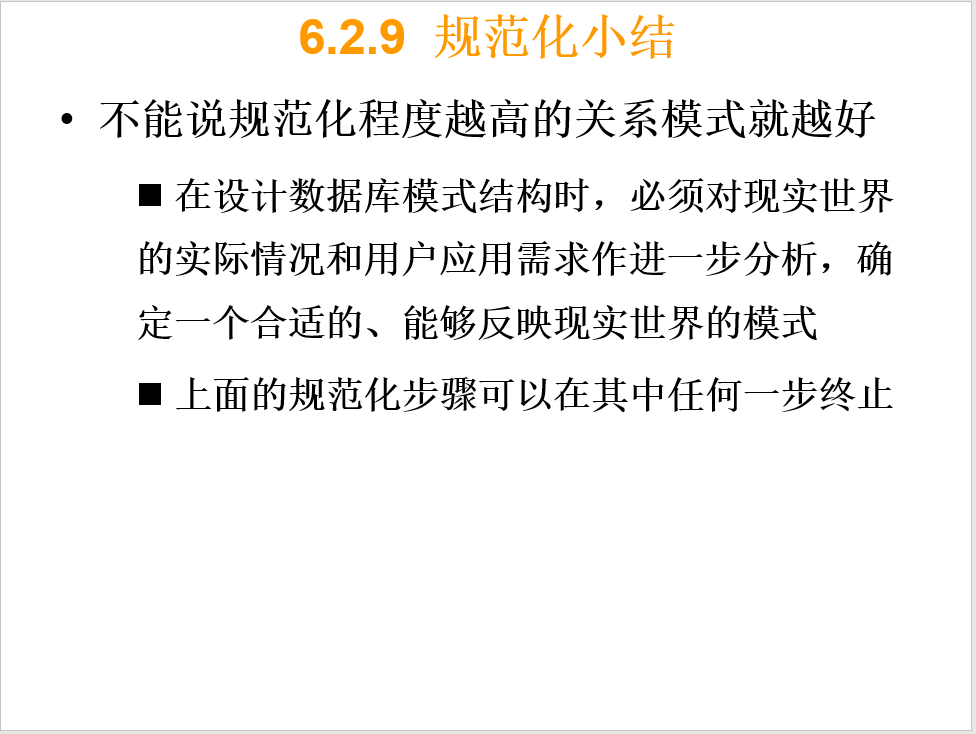 6.2.9 规范化小结
• 不能说规范化程度越高的关系模式就越好
■ 在设计数据库模式结构时，必须对现实世界
的实际情况和用户应用需求作进一步分析，确
定一个合适的、能够反映现实世界的模式
■ 上面的规范化步骤可以在其中任何一步终止